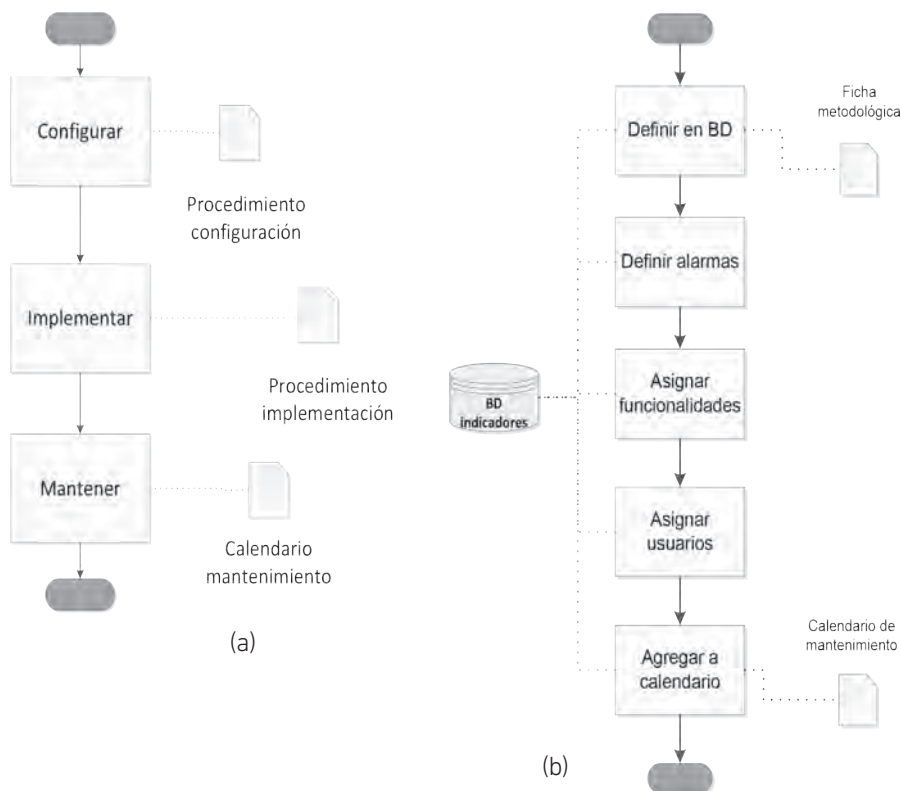 Configurar
Procedimiento
configuración
Implementar
Procedimiento
implementación
Mantener
Calendario
mantenimiento
(a)
Definir en BD
Ficha
metodológica
Definir alarmas
Asignar
funcionalidades
BD
indicadores
Asignar
usuarios
Agregar a
calendario
Calendario de
mantenimiento
(b)